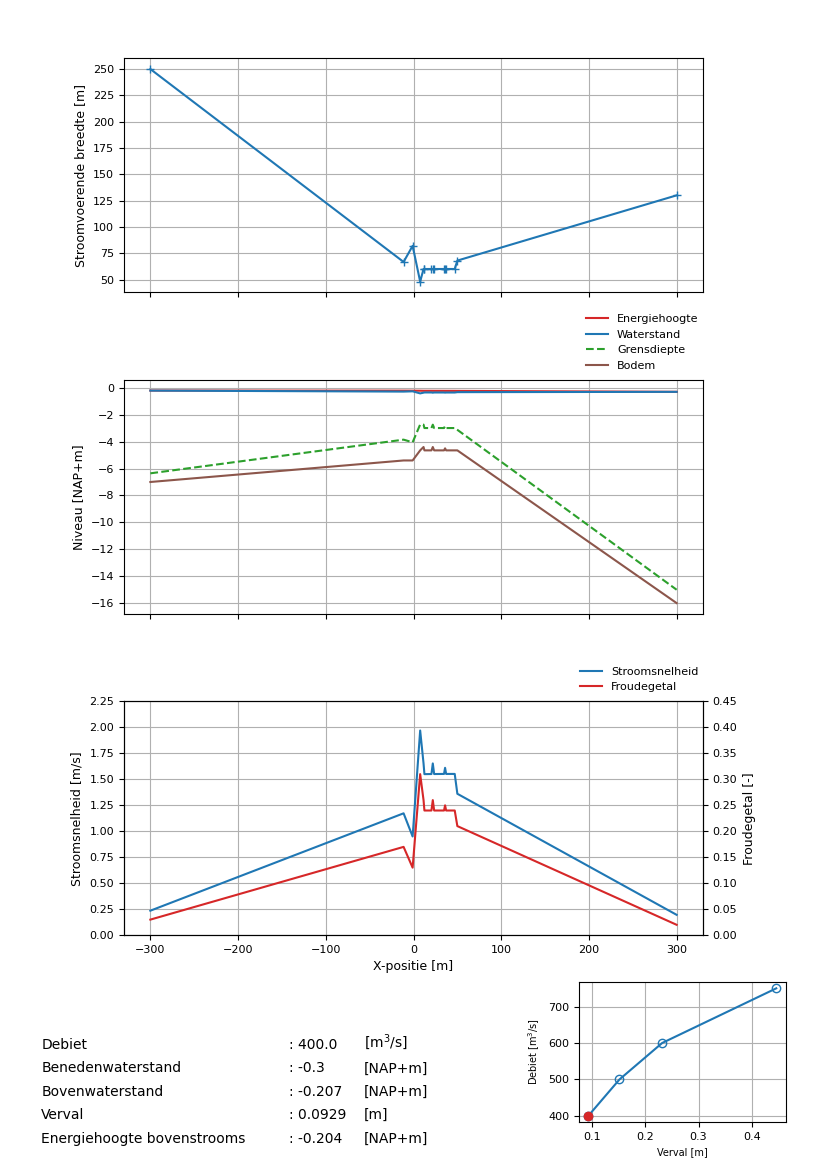 250
225
200
175
150
125
100
75
50
Stroomvoerende breedte [m]
Energiehoogte
Waterstand
Grensdiepte
Bodem
0
−2
−4
−6
−8
−10
−12
−14
−16
Niveau [NAP+m]
Stroomsnelheid
Froudegetal
2.25
2.00
1.75
1.50
1.25
1.00
0.75
0.50
0.25
0.00
Stroomsnelheid [m/s]
0.45
0.40
0.35
0.30
0.25
0.20
0.15
0.10
0.05
0.00
Froudegetal [-]
−300 −200 −100 0 100 200 300
X-positie [m]
Debiet : 400.0 [m³/s]
Benedenwaterstand : -0.3 [NAP+m]
Bovenwaterstand : -0.207 [NAP+m]
Verval : 0.0929 [m]
Energiehoogte bovenstrooms : -0.204 [NAP+m]
700
600
500
400
Debiet [m³/s]
0.1 0.2 0.3 0.4
Verval [m]